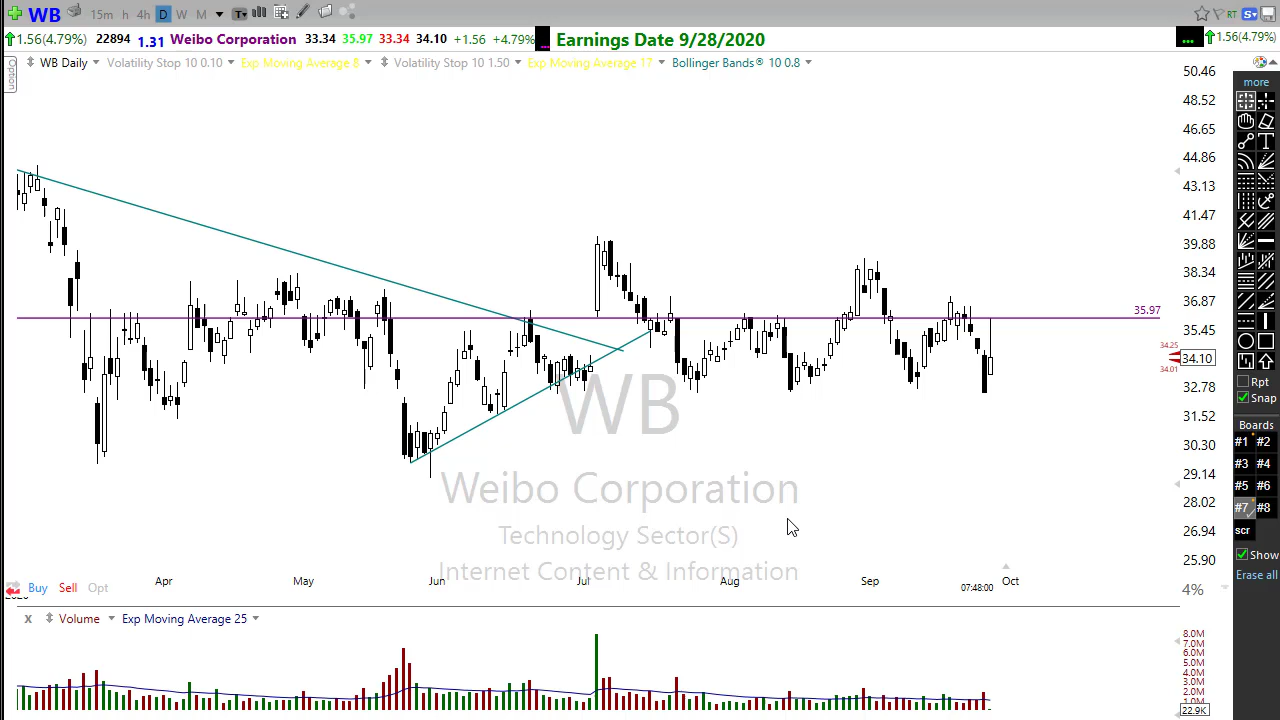 WB 15m h 4h D W M T RT S
1.56(4.79%) 22894 1.31 Weibo Corporation 33.34 35.97 33.34 34.10 +1.56 +4.79% ... Earnings Date 9/28/2020 ... 1.56(4.79%)
Option
WB Daily Volatility Stop 10 0.10 Exp Moving Average 8 Volatility Stop 10 1.50 Exp Moving Average 17 Bollinger Bands® 10 0.8
50.46
48.52
46.65
44.86
43.13
41.47
39.88
38.34
36.87
35.97
35.45
34.25
34.10
34.01
32.78
31.52
30.30
29.14
28.02
26.94
25.90
WB
Weibo Corporation
Technology Sector(S)
Internet Content & Information
Apr May Jun Jul Aug Sep Oct
07:48:00
Buy Sell Opt
4%
x Volume Exp Moving Average 25
8.0M
7.0M
6.0M
5.0M
4.0M
3.0M
2.0M
1.0M
22.9K
more
T
Rpt
Snap
Boards
#1 #2
#3 #4
#5 #6
#7 #8
scr
Show
Erase all